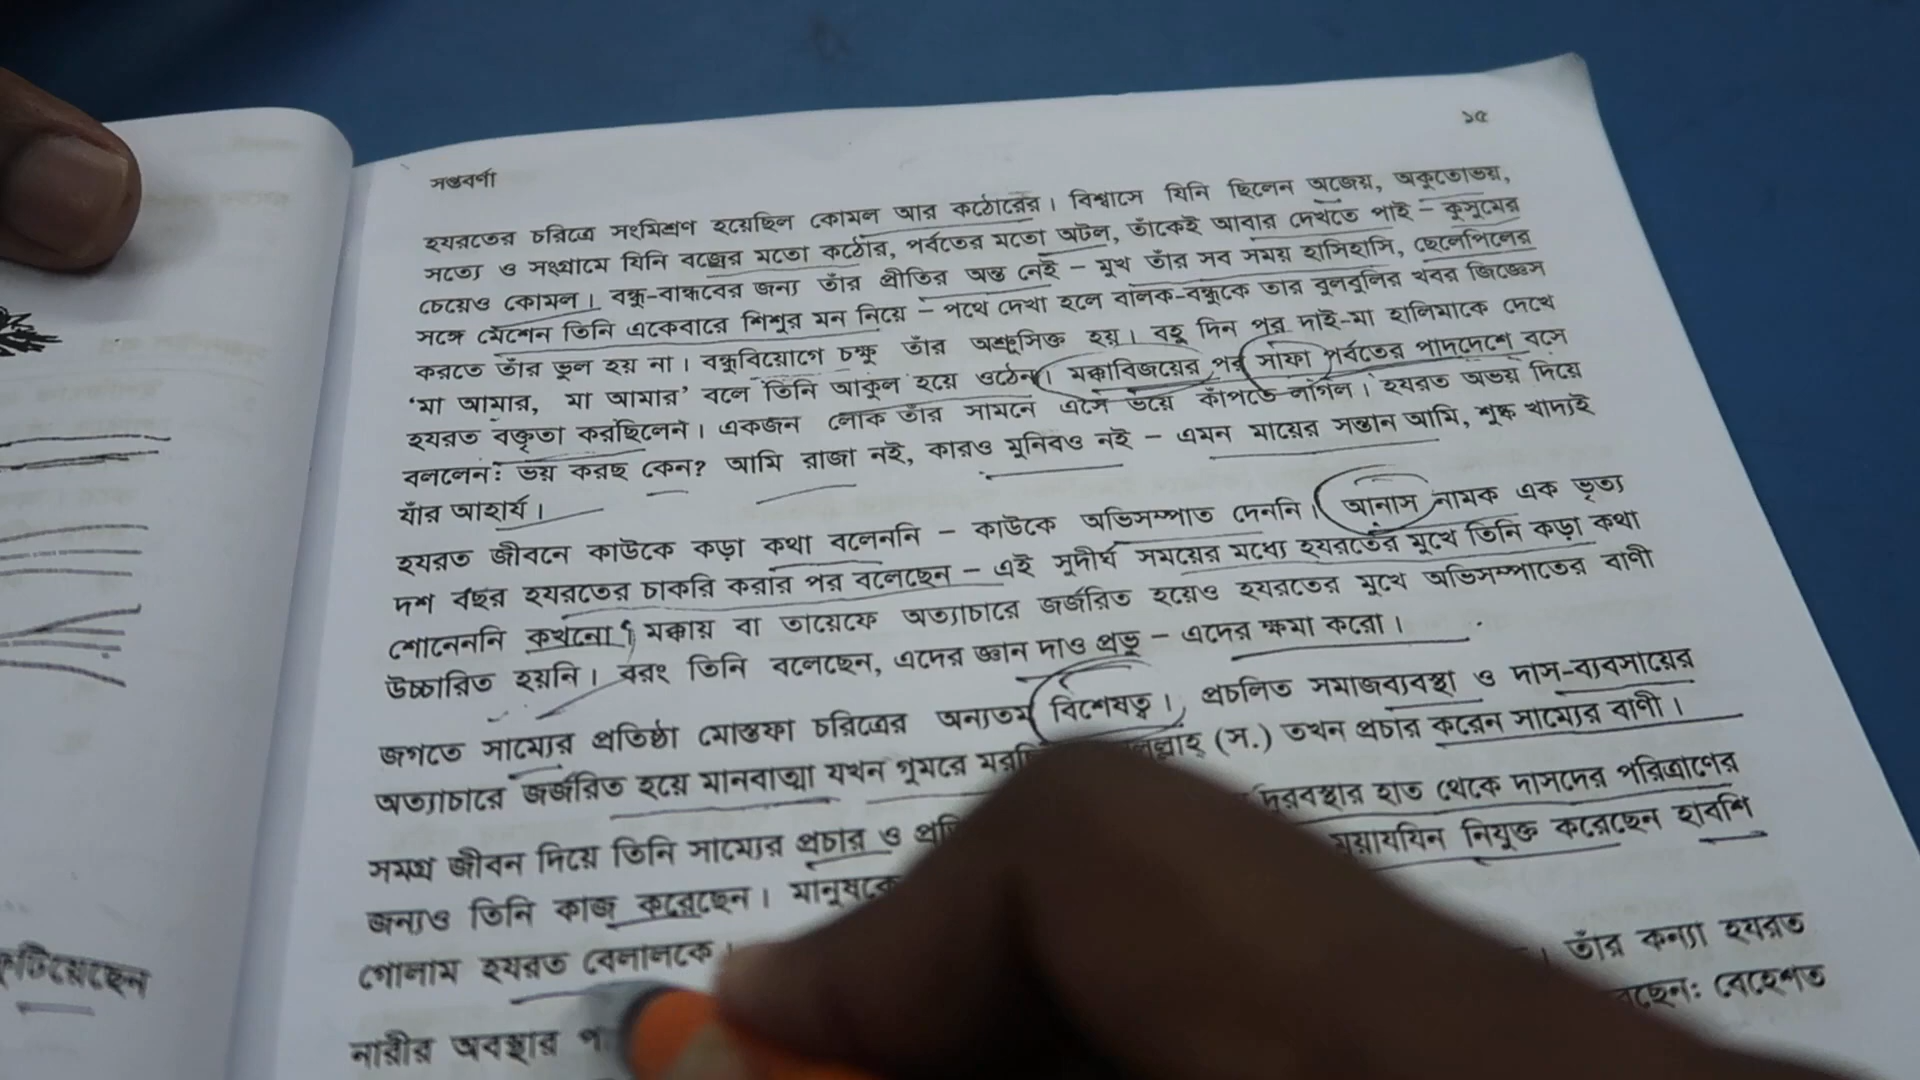 ১৫
সপ্তবর্ণা
হযরতের চরিত্রে সংমিশ্রণ হয়েছিল কোমল আর কঠোরের। বিশ্বাসে যিনি ছিলেন অজেয়, অকুতোভয়,
সত্যে ও সংগ্রামে যিনি বজ্রের মতো কঠোর, পর্বতের মতো অটল, তাঁকেই আবার দেখতে পাই – কুসুমের
চেয়েও কোমল। বন্ধু-বান্ধবের জন্য তাঁর প্রীতির অন্ত নেই – মুখ তাঁর সব সময় হাসিহাসি, ছেলেপিলের
সঙ্গে মেশেন তিনি একেবারে শিশুর মন নিয়ে – পথে দেখা হলে বালক-বন্ধুকে তার বুলবুলির খবর জিজ্ঞেস
করতে তাঁর ভুল হয় না। বন্ধুবিয়োগে চক্ষু তাঁর অশ্রুসিক্ত হয়। বহু দিন পর দাই-মা হালিমাকে দেখে
‘মা আমার, মা আমার’ বলে তিনি আকুল হয়ে ওঠেন। মক্কাবিজয়ের পর সাফা পর্বতের পাদদেশে বসে
হযরত বক্তৃতা করছিলেন। একজন লোক তাঁর সামনে এসে ভয়ে কাঁপতে লাগল। হযরত অভয় দিয়ে
বললেন: ভয় করছ কেন? আমি রাজা নই, কারও মুনিবও নই – এমন মায়ের সন্তান আমি, শুষ্ক খাদ্যই
যাঁর আহার্য।
হযরত জীবনে কাউকে কড়া কথা বলেননি – কাউকে অভিসম্পাত দেননি। আনাস নামক এক ভৃত্য
দশ বছর হযরতের চাকরি করার পর বলেছেন – এই সুদীর্ঘ সময়ের মধ্যে হযরতের মুখে তিনি কড়া কথা
শোনেননি কখনো। মক্কায় বা তায়েফে অত্যাচারে জর্জরিত হয়েও হযরতের মুখে অভিসম্পাতের বাণী
উচ্চারিত হয়নি। বরং তিনি বলেছেন, এদের জ্ঞান দাও প্রভু – এদের ক্ষমা করো।
জগতে সাম্যের প্রতিষ্ঠা মোস্তফা চরিত্রের অন্যতম বিশেষত্ব। প্রচলিত সমাজব্যবস্থা ও দাস-ব্যবসায়ের
অত্যাচারে জর্জরিত হয়ে মানবাত্মা যখন গুমরে (স.) তখন প্রচার করেন সাম্যের বাণী।
সমগ্র জীবন দিয়ে তিনি সাম্যের প্রচার ও দুরবস্থার হাত থেকে দাসদের পরিত্রাণের
জন্যও তিনি কাজ করেছেন। মানুষকে নিযুক্ত করেছেন হাবশি
গোলাম হযরত বেলালকে। তাঁর কন্যা হযরত
নারীর অবস্থার বেহেশত